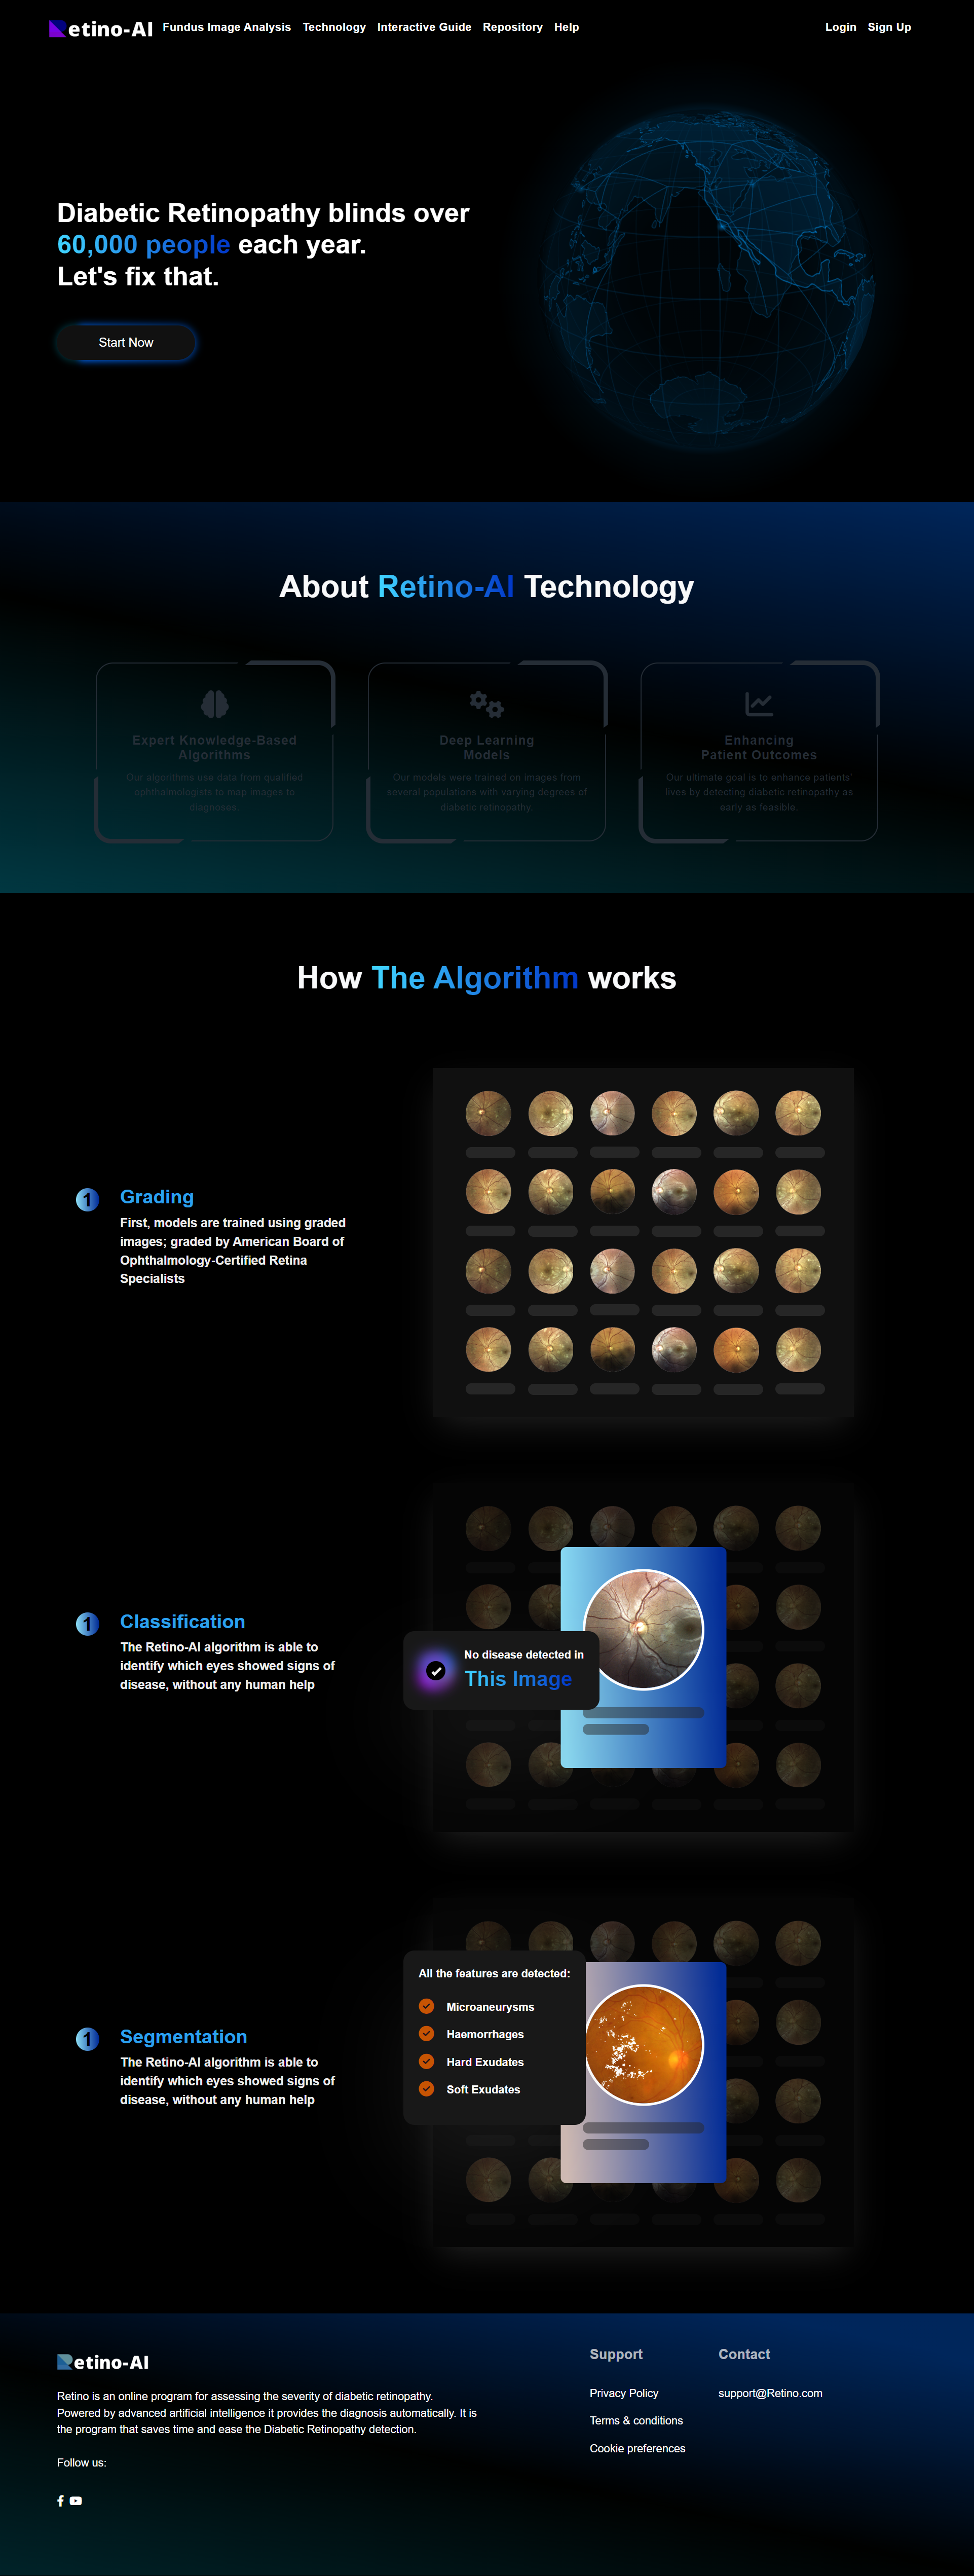 Retino-AI Fundus Image Analysis Technology Interactive Guide Repository Help Login Sign Up
Diabetic Retinopathy blinds over
60,000 people each year.
Let's fix that.
Start Now
About Retino-AI Technology
Expert Knowledge-Based
Algorithms
Our algorithms use data from qualified
ophthalmologists to map images to
diagnoses.
Deep Learning
Models
Our models were trained on images from
several populations with varying degrees of
diabetic retinopathy.
Enhancing
Patient Outcomes
Our ultimate goal is to enhance patients'
lives by detecting diabetic retinopathy as
early as feasible.
How The Algorithm works
1 Grading
First, models are trained using graded
images; graded by American Board of
Ophthalmology-Certified Retina
Specialists
1 Classification
The Retino-AI algorithm is able to
identify which eyes showed signs of
disease, without any human help
No disease detected in
This Image
1 Segmentation
The Retino-AI algorithm is able to
identify which eyes showed signs of
disease, without any human help
All the features are detected:
Microaneurysms
Haemorrhages
Hard Exudates
Soft Exudates
Retino-AI
Retino is an online program for assessing the severity of diabetic retinopathy.
Powered by advanced artificial intelligence it provides the diagnosis automatically. It is
the program that saves time and ease the Diabetic Retinopathy detection.
Follow us:
Support
Privacy Policy
Terms & conditions
Cookie preferences
Contact
support@Retino.com